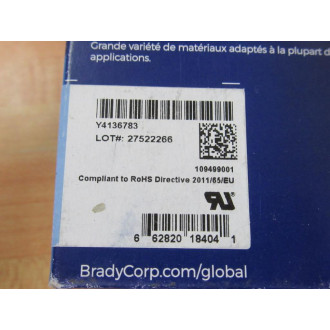 Grande variété de matériaux adaptés à la plupart d
applications.
Y4136783
LOT#: 27522266
109499001
Compliant to RoHS Directive 2011/65/EU
6 62820 18404 1
BradyCorp.com/global